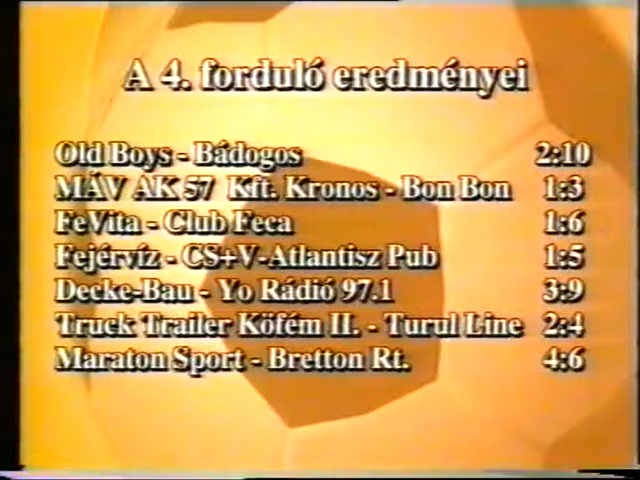 A 4. forduló eredményei
Old Boys - Bádogos 2:10
MÁV ÁK 57 Kft. Kronos - Bon Bon 1:3
FeVita - Club Feca 1:6
Fejérvíz - CS+V-Atlantisz Pub 1:5
Decke-Bau - Yo Rádió 97.1 3:9
Truck Trailer Köfém II. - Turul Line 2:4
Maraton Sport - Bretton Rt. 4:6